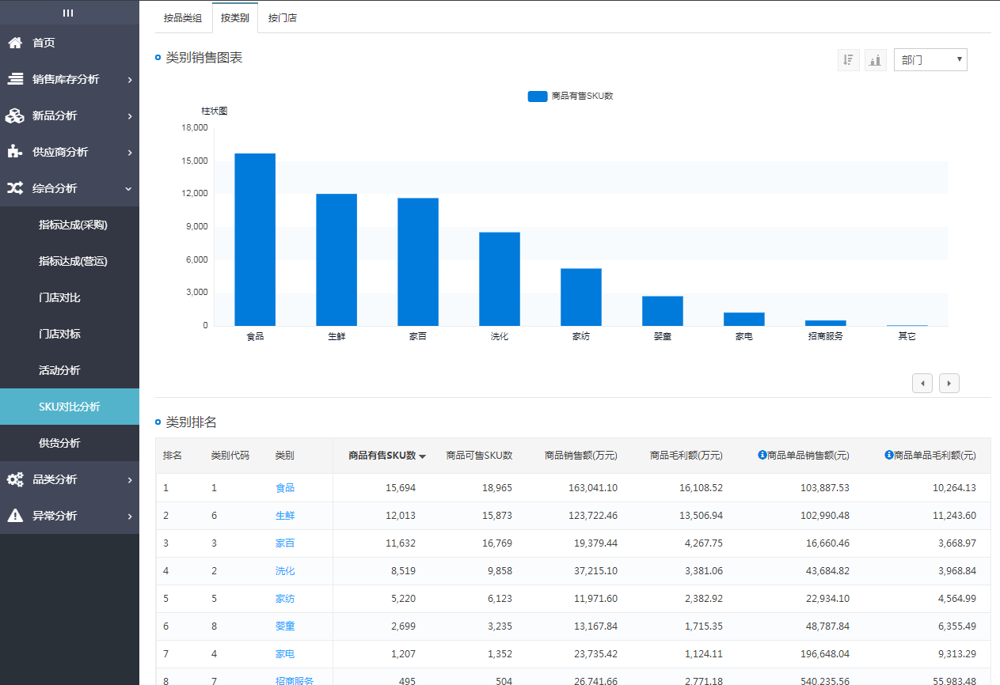 首页
销售库存分析
新品分析
供应商分析
综合分析
指标达成(采购)
指标达成(营运)
门店对比
门店对标
活动分析
SKU对比分析
供货分析
品类分析
异常分析
按品类组 按类别 按门店
类别销售图表
部门
商品有售SKU数
柱状图
18,000
15,000
12,000
9,000
6,000
3,000
0
食品 生鲜 家百 洗化 家纺 婴童 家电 招商服务 其它
类别排名
排名 类别代码 类别 商品有售SKU数 商品可售SKU数 商品销售额(万元) 商品毛利额(万元) 商品单品销售额(元) 商品单品毛利额(元)
1 1 食品 15,694 18,965 163,041.10 16,108.52 103,887.53 10,264.13
2 6 生鲜 12,013 15,873 123,722.46 13,506.94 102,990.48 11,243.60
3 3 家百 11,632 16,769 19,379.44 4,267.75 16,660.46 3,668.97
4 2 洗化 8,519 9,858 37,215.10 3,381.06 43,684.82 3,968.84
5 5 家纺 5,220 6,123 11,971.60 2,382.92 22,934.10 4,564.99
6 8 婴童 2,699 3,235 13,167.84 1,715.35 48,787.84 6,355.49
7 4 家电 1,207 1,352 23,735.42 1,124.11 196,648.04 9,313.29
8 7 招商服务 495 504 26,741.66 2,771.18 540,235.56 55,983.48